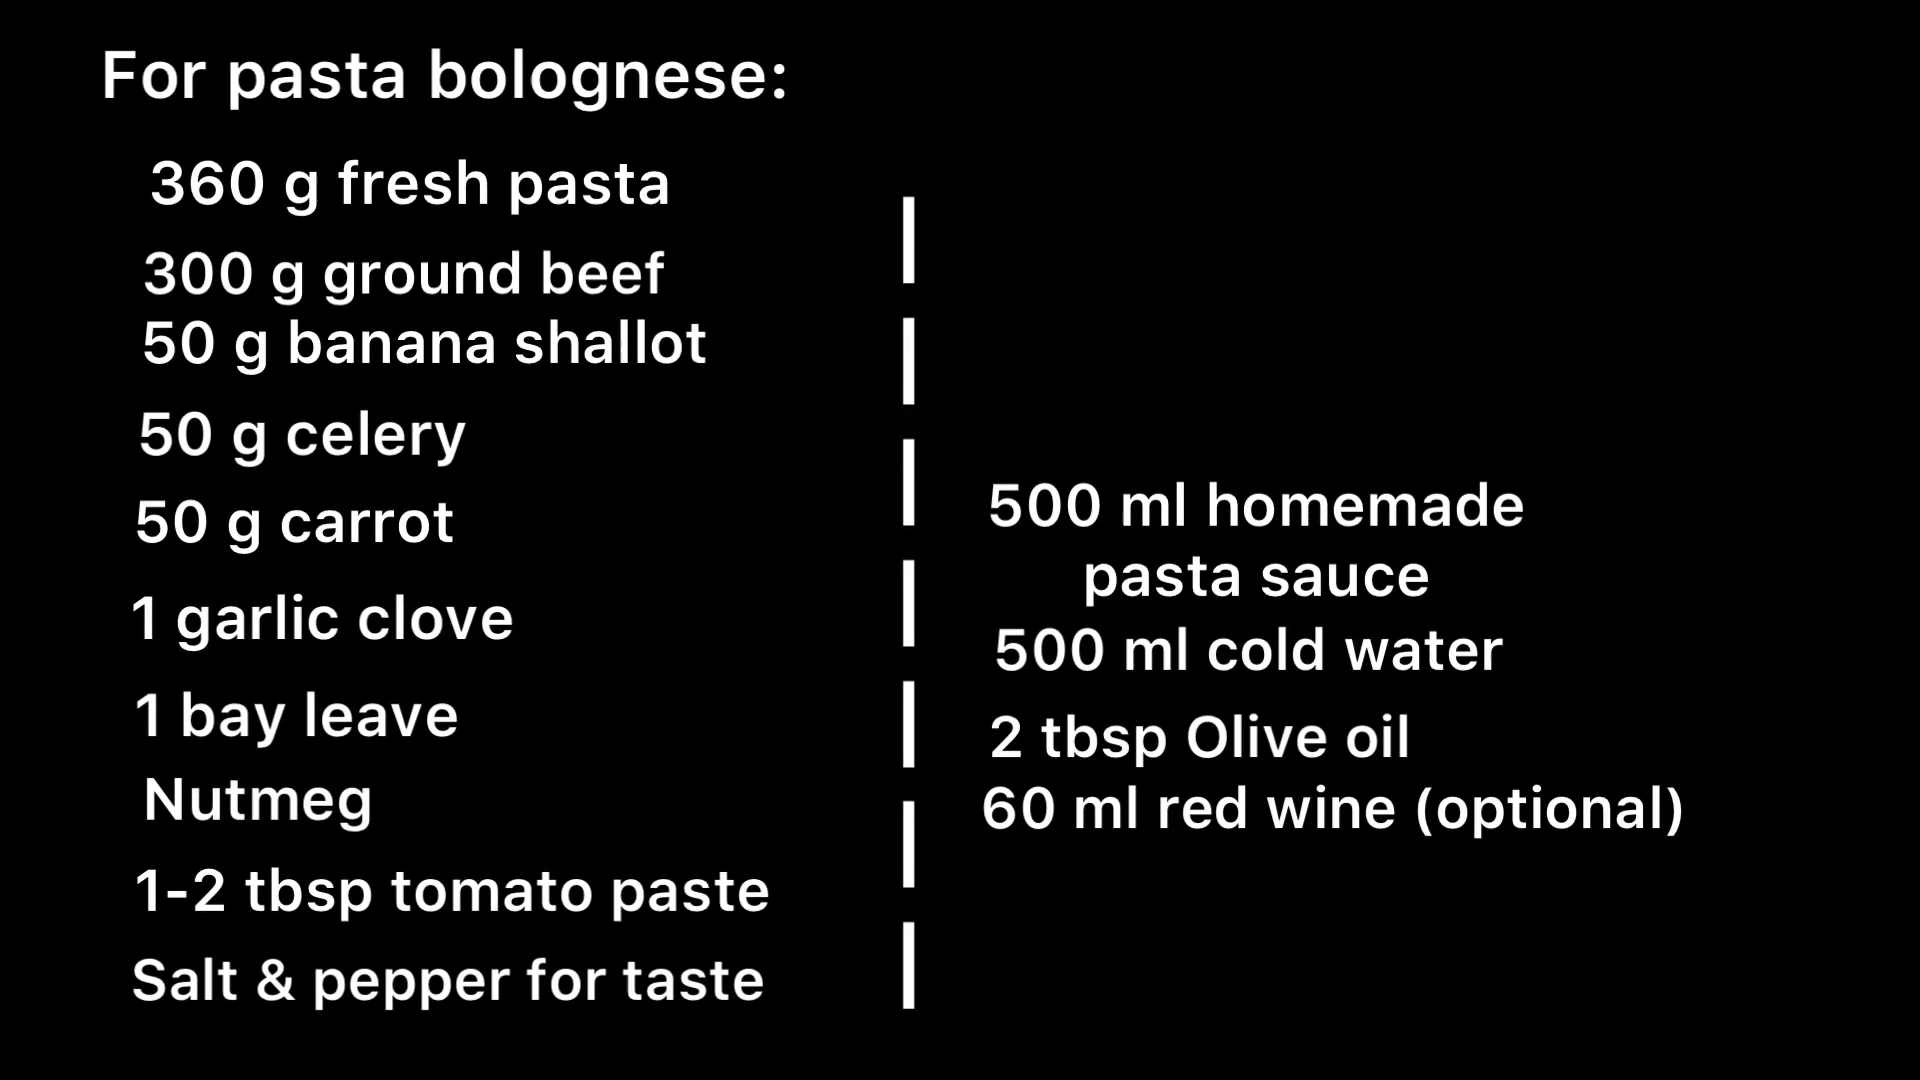 For pasta bolognese:
360 g fresh pasta
300 g ground beef
50 g banana shallot
50 g celery
50 g carrot
1 garlic clove
1 bay leave
Nutmeg
1-2 tbsp tomato paste
Salt & pepper for taste
500 ml homemade
pasta sauce
500 ml cold water
2 tbsp Olive oil
60 ml red wine (optional)